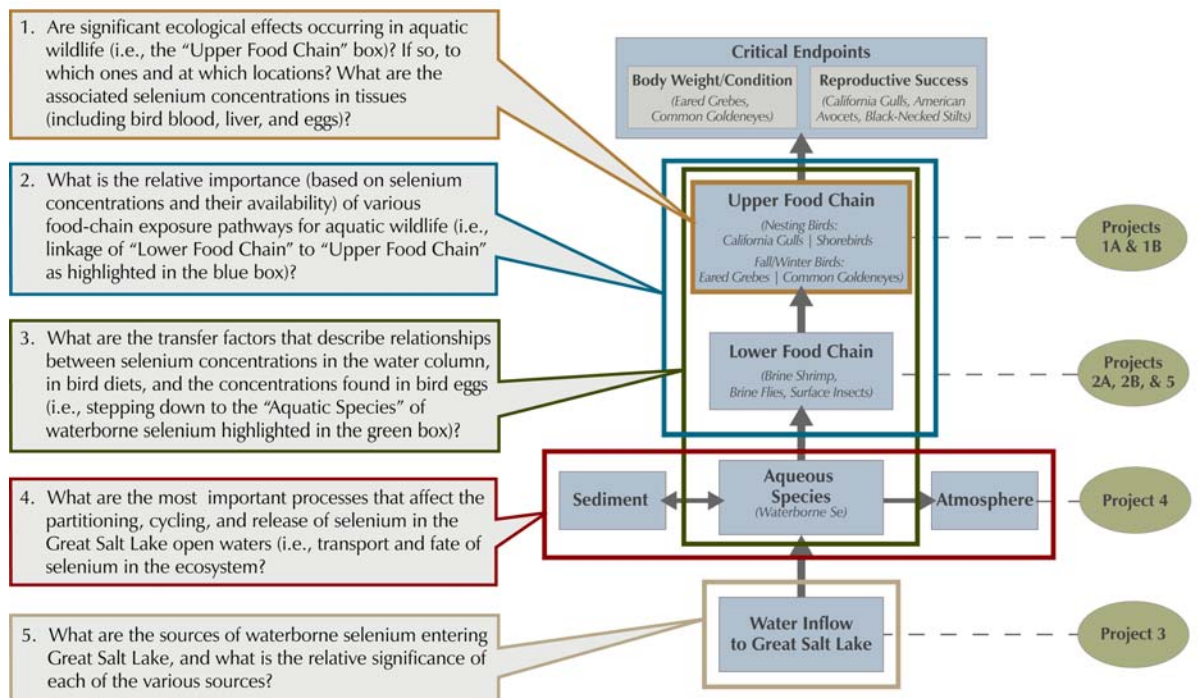 1. Are significant ecological effects occurring in aquatic
wildlife (i.e., the “Upper Food Chain” box)? If so, to
which ones and at which locations? What are the
associated selenium concentrations in tissues
(including bird blood, liver, and eggs)?
2. What is the relative importance (based on selenium
concentrations and their availability) of various
food-chain exposure pathways for aquatic wildlife (i.e.,
linkage of “Lower Food Chain” to “Upper Food Chain”
as highlighted in the blue box)?
3. What are the transfer factors that describe relationships
between selenium concentrations in the water column,
in bird diets, and the concentrations found in bird eggs
(i.e., stepping down to the “Aquatic Species” of
waterborne selenium highlighted in the green box)?
4. What are the most important processes that affect the
partitioning, cycling, and release of selenium in the
Great Salt Lake open waters (i.e., transport and fate of
selenium in the ecosystem?
5. What are the sources of waterborne selenium entering
Great Salt Lake, and what is the relative significance of
each of the various sources?
Critical Endpoints
Body Weight/Condition
(Eared Grebes,
Common Goldeneyes)
Reproductive Success
(California Gulls, American
Avocets, Black-Necked Stilts)
Upper Food Chain
(Nesting Birds:
California Gulls | Shorebirds
Fall/Winter Birds:
Eared Grebes | Common Goldeneyes)
Projects
1A & 1B
Lower Food Chain
(Brine Shrimp,
Brine Flies, Surface Insects)
Projects
2A, 2B, & 5
Sediment
Aqueous
Species
(Waterborne Se)
Atmosphere
Project 4
Water Inflow
to Great Salt Lake
Project 3